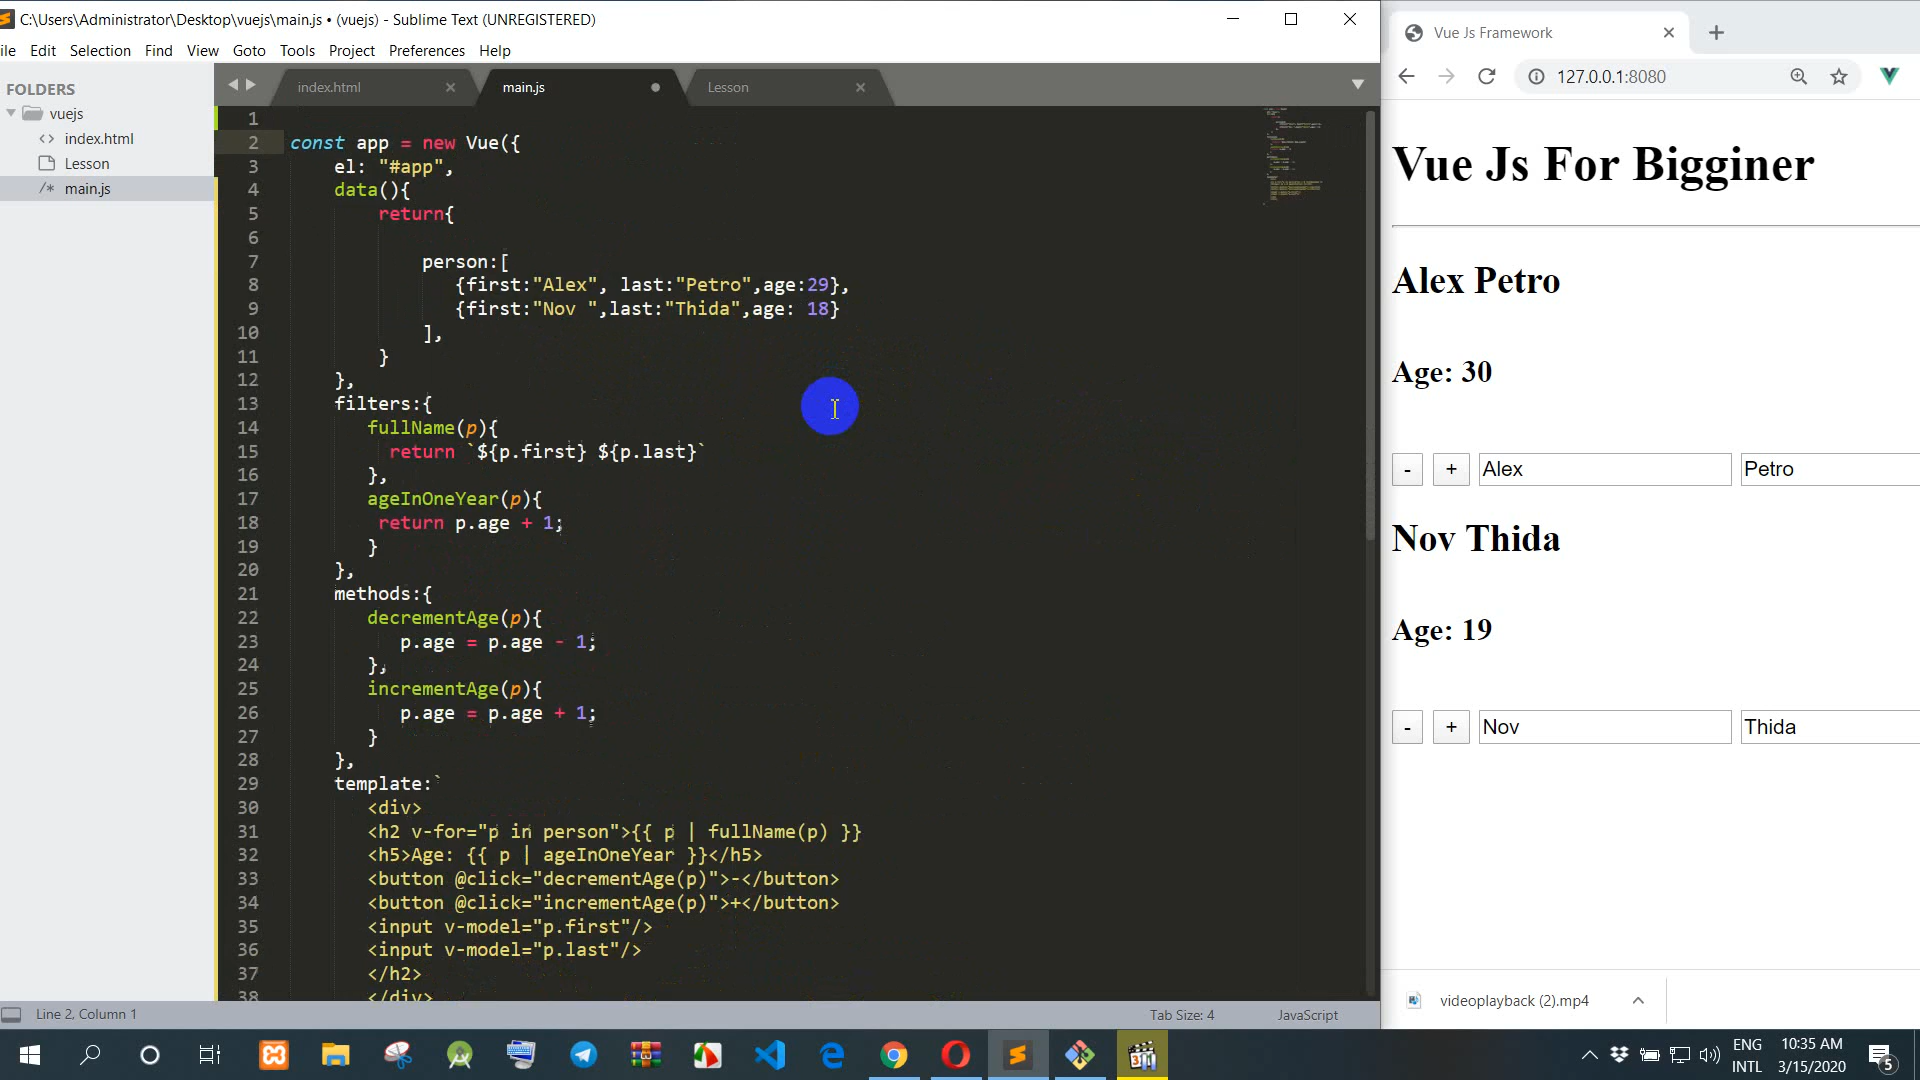 C:\Users\Administrator\Desktop\vuejs\main.js • (vuejs) - Sublime Text (UNREGISTERED)
ile Edit Selection Find View Goto Tools Project Preferences Help
FOLDERS
vuejs
index.html
Lesson
main.js
index.html
main.js
Lesson
1
2 const app = new Vue({
3 el: "#app",
4 data(){
5 return{
6
7 person:[
8 {first:"Alex", last:"Petro",age:29},
9 {first:"Nov ",last:"Thida",age: 18}
10 ],
11 }
12 },
13 filters:{
14 fullName(p){
15 return `${p.first} ${p.last}`
16 },
17 ageInOneYear(p){
18 return p.age + 1;
19 }
20 },
21 methods:{
22 decrementAge(p){
23 p.age = p.age - 1;
24 },
25 incrementAge(p){
26 p.age = p.age + 1;
27 }
28 },
29 template:`
30 <div>
31 <h2 v-for="p in person">{{ p | fullName(p) }}
32 <h5>Age: {{ p | ageInOneYear }}</h5>
33 <button @click="decrementAge(p)">-</button>
34 <button @click="incrementAge(p)">+</button>
35 <input v-model="p.first"/>
36 <input v-model="p.last"/>
37 </h2>
38 </div>
Line 2, Column 1
Tab Size: 4
JavaScript
Vue Js Framework
127.0.0.1:8080
Vue Js For Bigginer
Alex Petro
Age: 30
- + Alex Petro
Nov Thida
Age: 19
- + Nov Thida
videoplayback (2).mp4
ENG
INTL
10:35 AM
3/15/2020
5